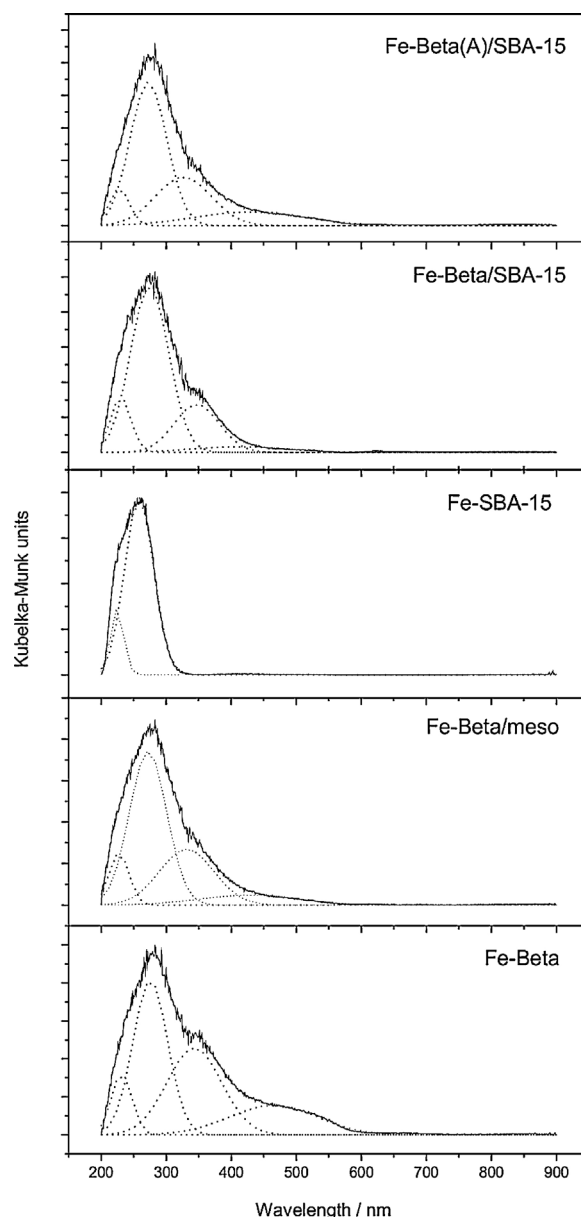 Fe-Beta(A)/SBA-15
Fe-Beta/SBA-15
Fe-SBA-15
Kubelka-Munk units
Fe-Beta/meso
Fe-Beta
200 300 400 500 600 700 800 900
Wavelength / nm